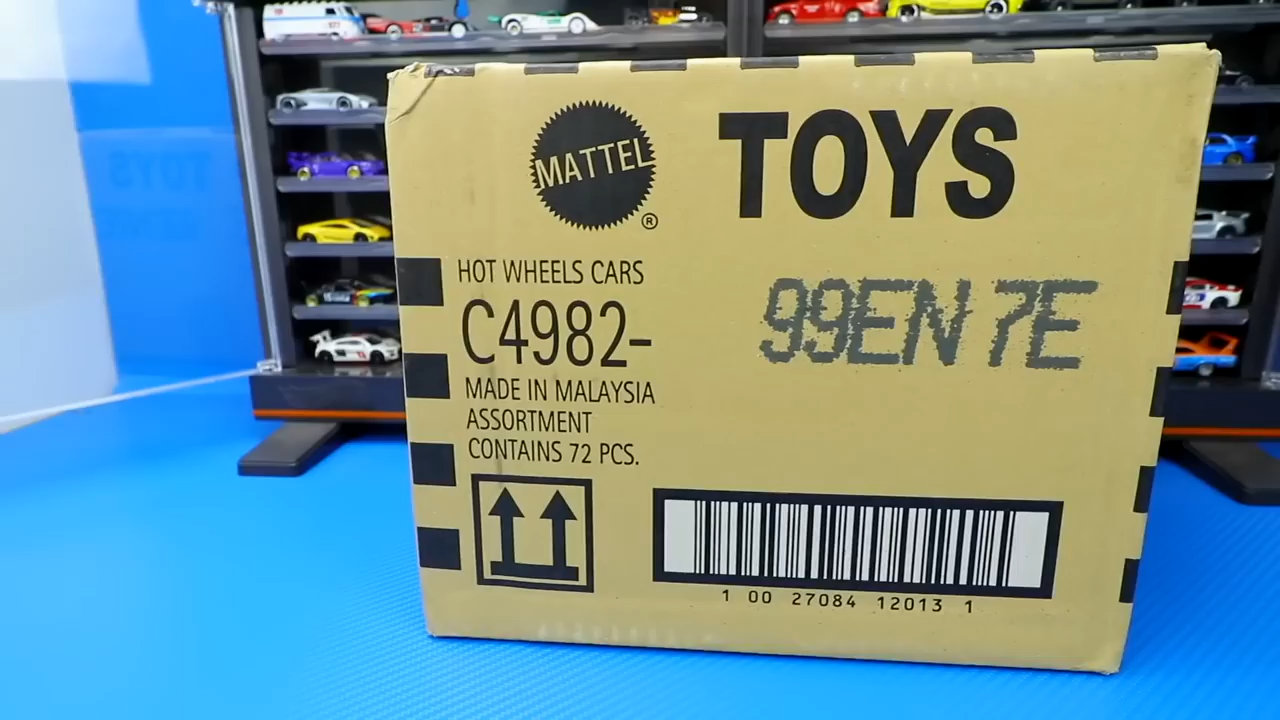 MATTEL
®
TOYS
HOT WHEELS CARS
C4982-
99EN 7E
MADE IN MALAYSIA
ASSORTMENT
CONTAINS 72 PCS.
1 00 27084 12013 1